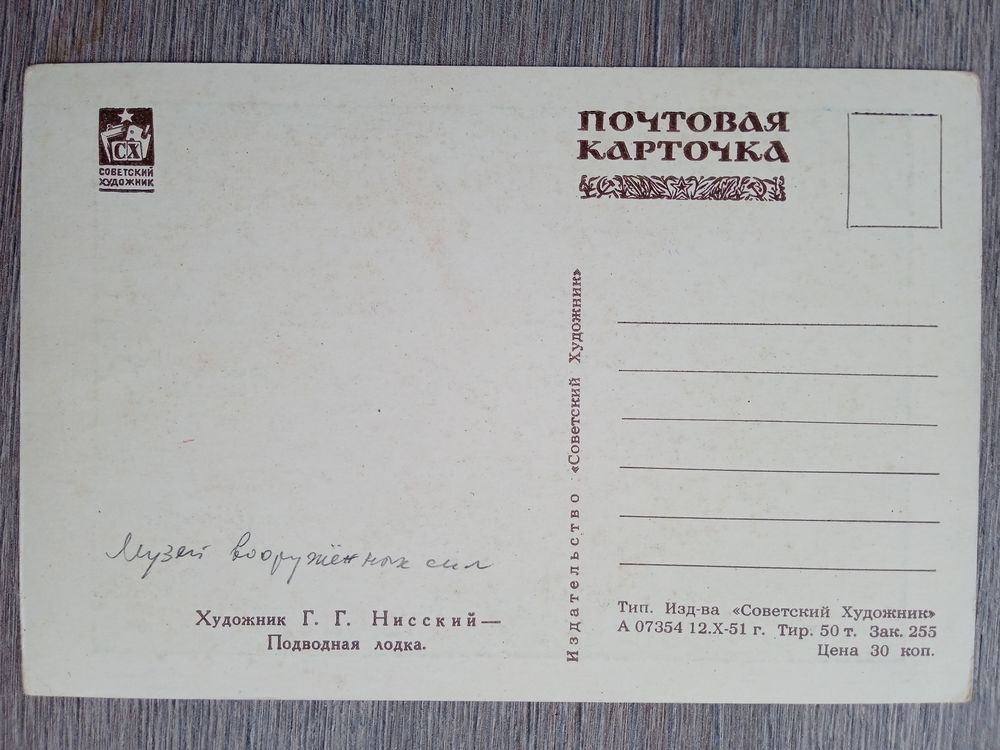 СХ
СОВЕТСКИЙ
ХУДОЖНИК
ПОЧТОВАЯ
КАРТОЧКА
Издательство «Советский Художник»
Музей вооружённых сил
Художник Г. Г. Нисский—
Подводная лодка.
Тип. Изд-ва «Советский Художник»
А 07354 12.X-51 г. Тир. 50 т. Зак. 255
Цена 30 коп.